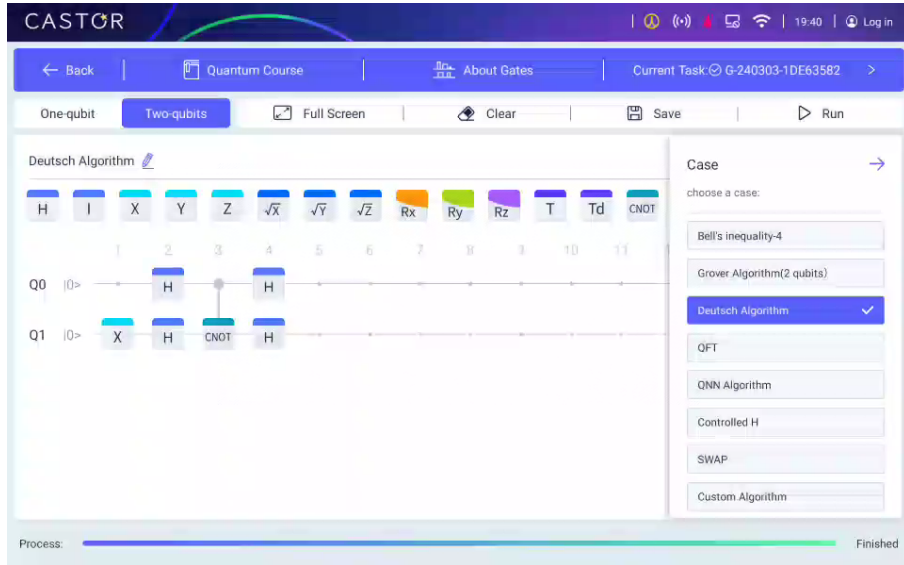 CASTOR
19:40
Log in
Back
Quantum Course
About Gates
Current Task: G-240303-1DE63582
One-qubit
Two-qubits
Full Screen
Clear
Save
Run
Deutsch Algorithm
H I X Y Z √X √Y √Z Rx Ry Rz T Td CNOT
1 2 3 4 5 6 7 8 9 10 11
Q0 |0> H H
Q1 |0> X H CNOT H
Case
choose a case:
Bell's inequality-4
Grover Algorithm(2 qubits)
Deutsch Algorithm
QFT
QNN Algorithm
Controlled H
SWAP
Custom Algorithm
Process:
Finished